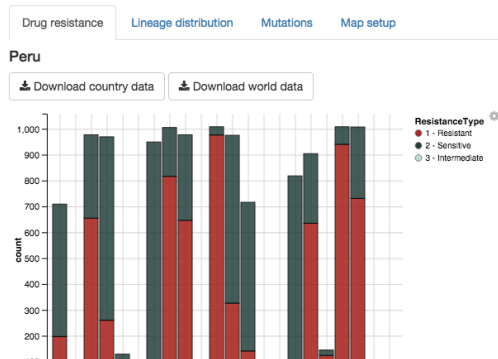 Drug resistance Lineage distribution Mutations Map setup
Peru
Download country data Download world data
ResistanceType
1 - Resistant
2 - Sensitive
3 - Intermediate
1,000
900
800
700
600
500
400
300
200
count